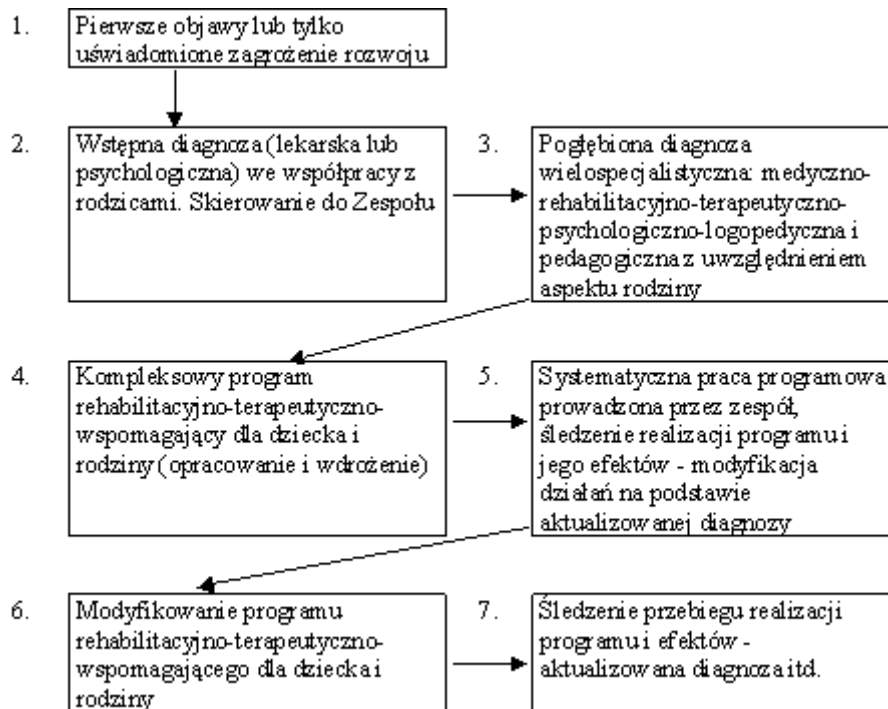 1. Pierwsze objawy lub tylko
uświadomione zagrożenie rozwoju
2. Wstępna diagnoza (lekarska lub
psychologiczna) we współpracy z
rodzicami. Skierowanie do Zespołu
3. Pogłębiona diagnoza
wielospecjalistyczna: medyczno-
rehabilitacyjno-terapeutyczno-
psychologiczno-logopedyczna i
pedagogiczna z uwzględnieniem
aspektu rodziny
4. Kompleksowy program
rehabilitacyjno-terapeutyczno-
wspomagający dla dziecka i
rodziny (opracowanie i wdrożenie)
5. Systematyczna praca programowa
prowadzona przez zespół,
śledzenie realizacji programu i
jego efektów - modyfikacja
działań na podstawie
aktualizowanej diagnozy
6. Modyfikowanie programu
rehabilitacyjno-terapeutyczno-
wspomagającego dla dziecka i
rodziny
7. Śledzenie przebiegu realizacji
programu i efektów -
aktualizowana diagnoza itd.